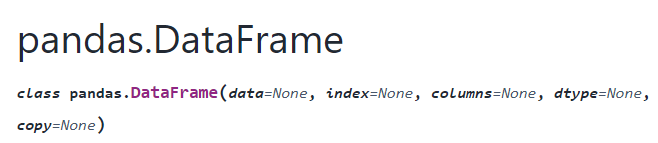 pandas.DataFrame
class pandas.DataFrame(data=None, index=None, columns=None, dtype=None,
copy=None)